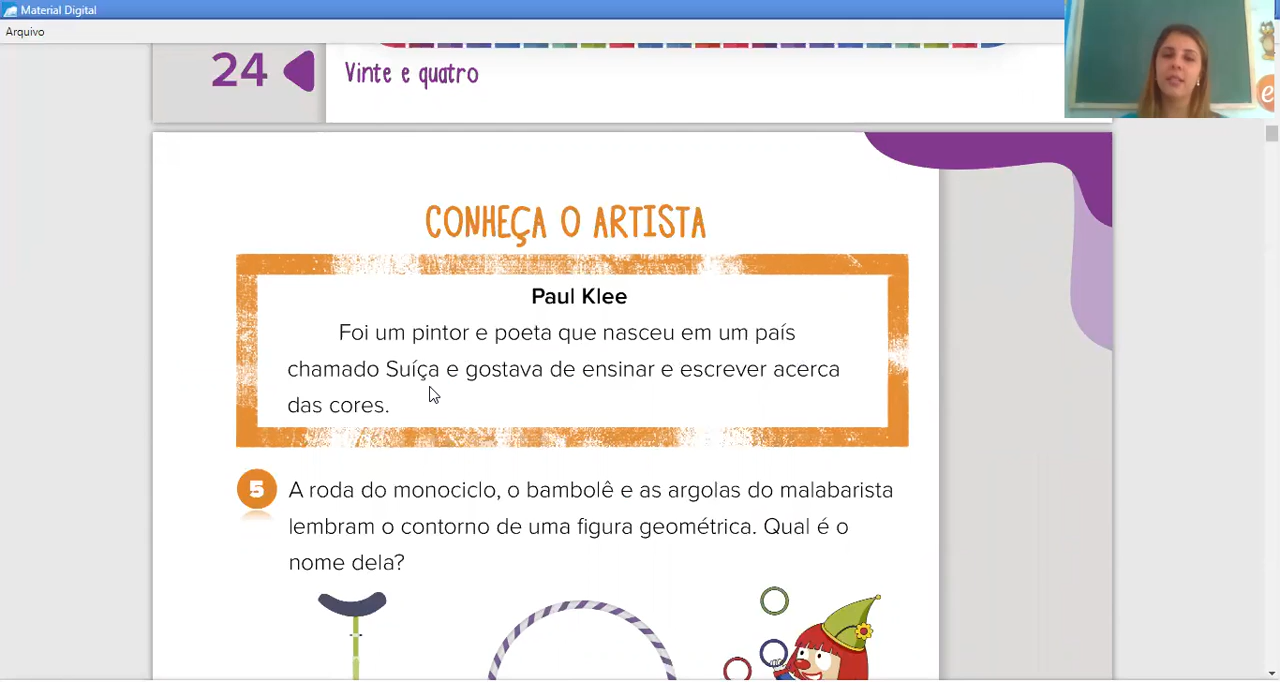 Material Digital
Arquivo
24
Vinte e quatro
CONHEÇA O ARTISTA
Paul Klee
Foi um pintor e poeta que nasceu em um país
chamado Suíça e gostava de ensinar e escrever acerca
das cores.
5 A roda do monociclo, o bambolê e as argolas do malabarista
lembram o contorno de uma figura geométrica. Qual é o
nome dela?
e